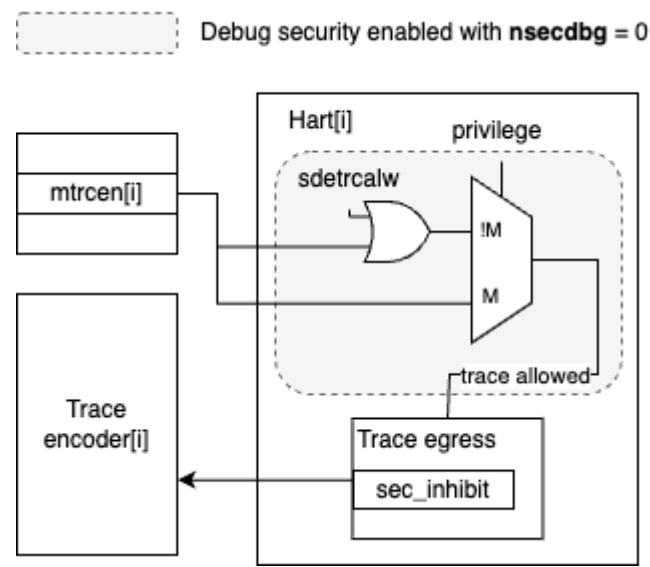 Debug security enabled with nsecdbg = 0
Hart[i]
privilege
mtrcen[i]
sdetrcalw
!M
M
trace allowed
Trace
encoder[i]
Trace egress
sec_inhibit